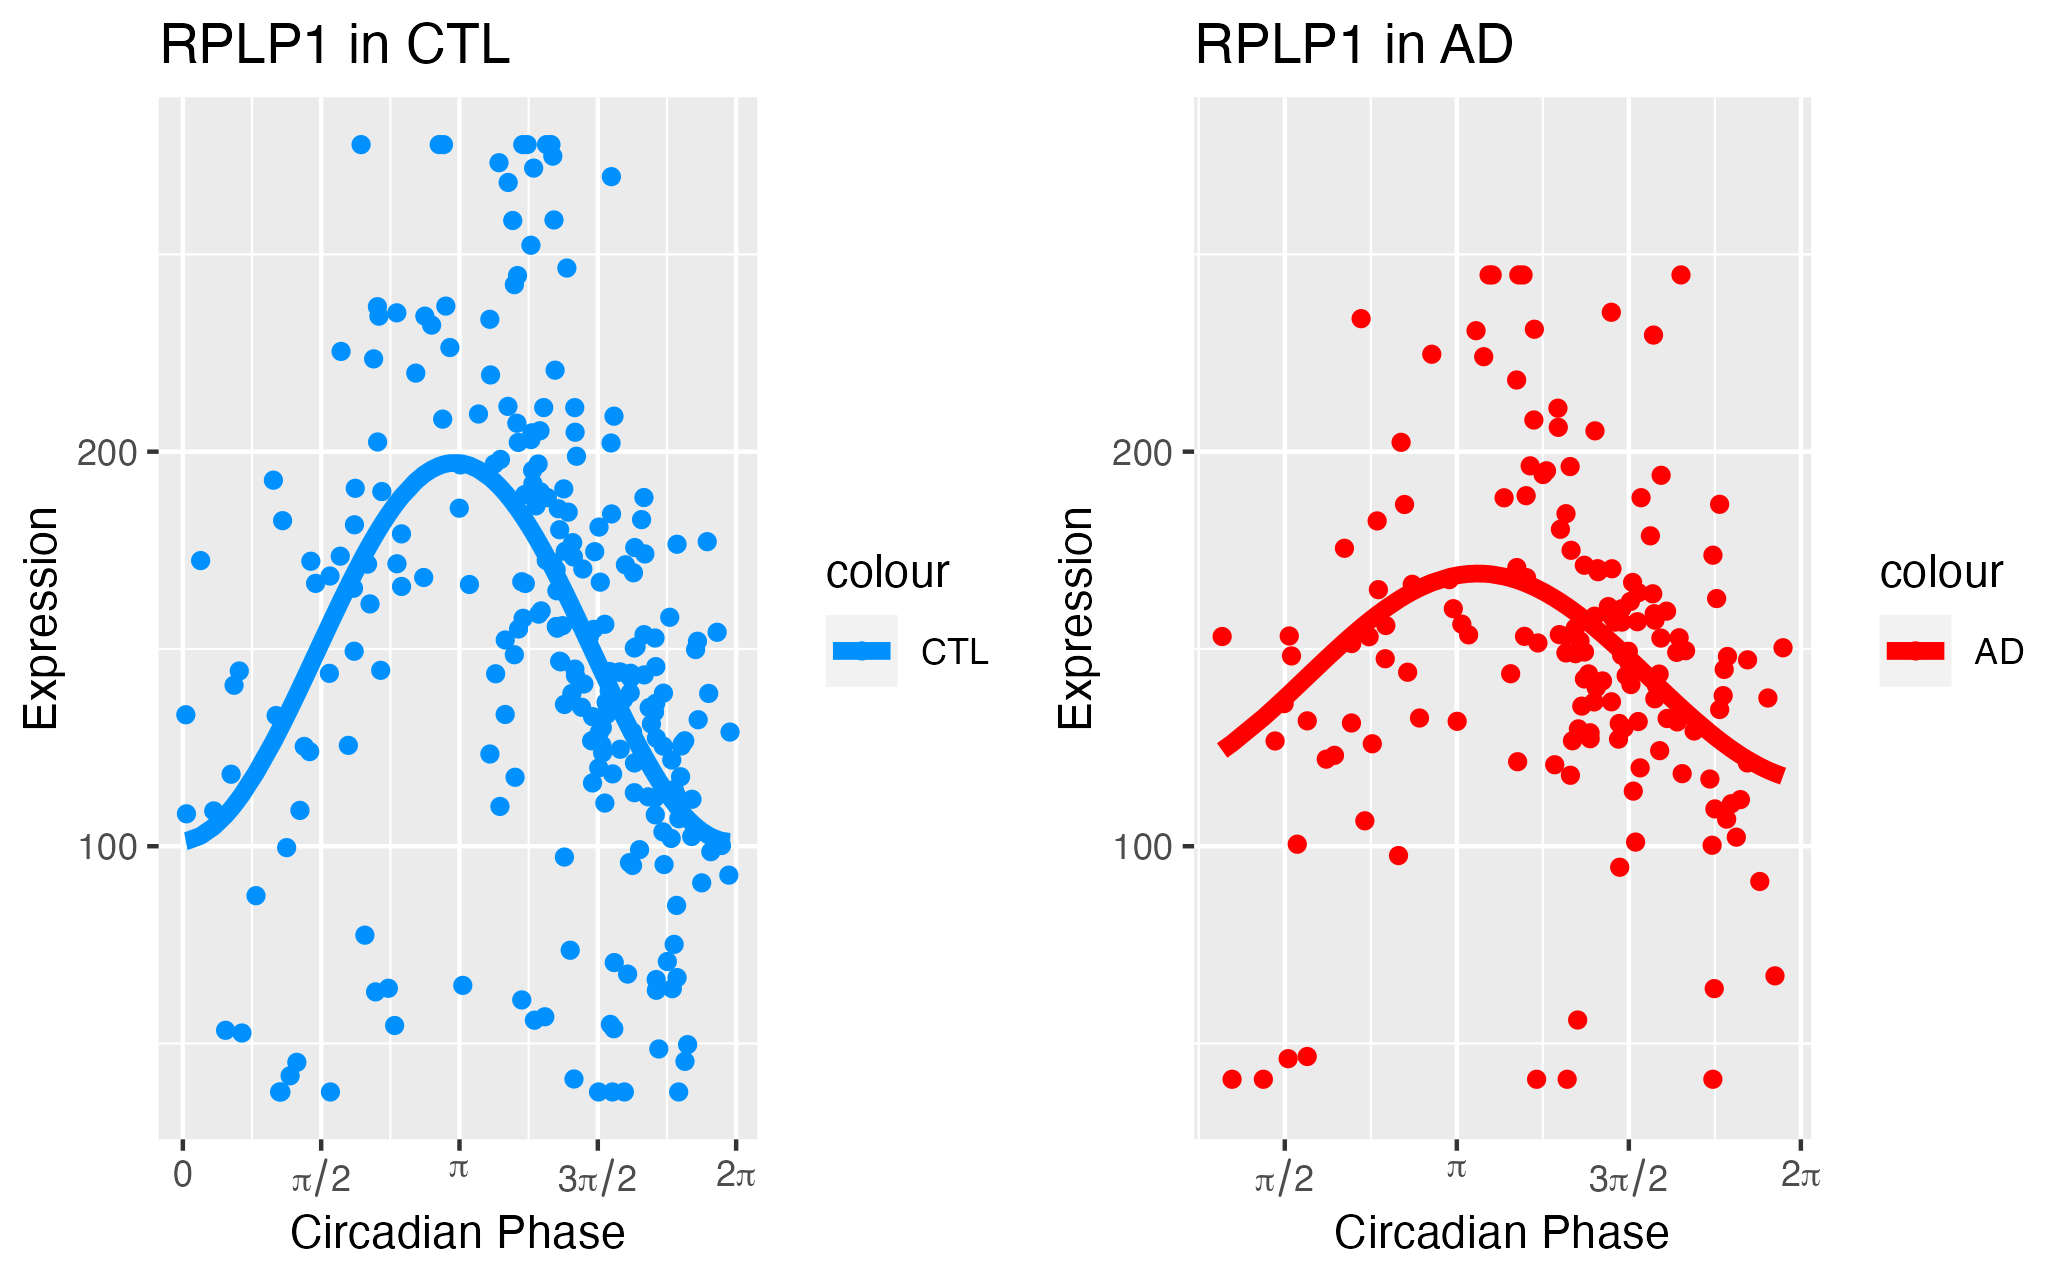 RPLP1 in CTL
Expression
200
100
0 π/2 π 3π/2 2π
Circadian Phase
colour
CTL
RPLP1 in AD
Expression
200
100
π/2 π 3π/2 2π
Circadian Phase
colour
AD